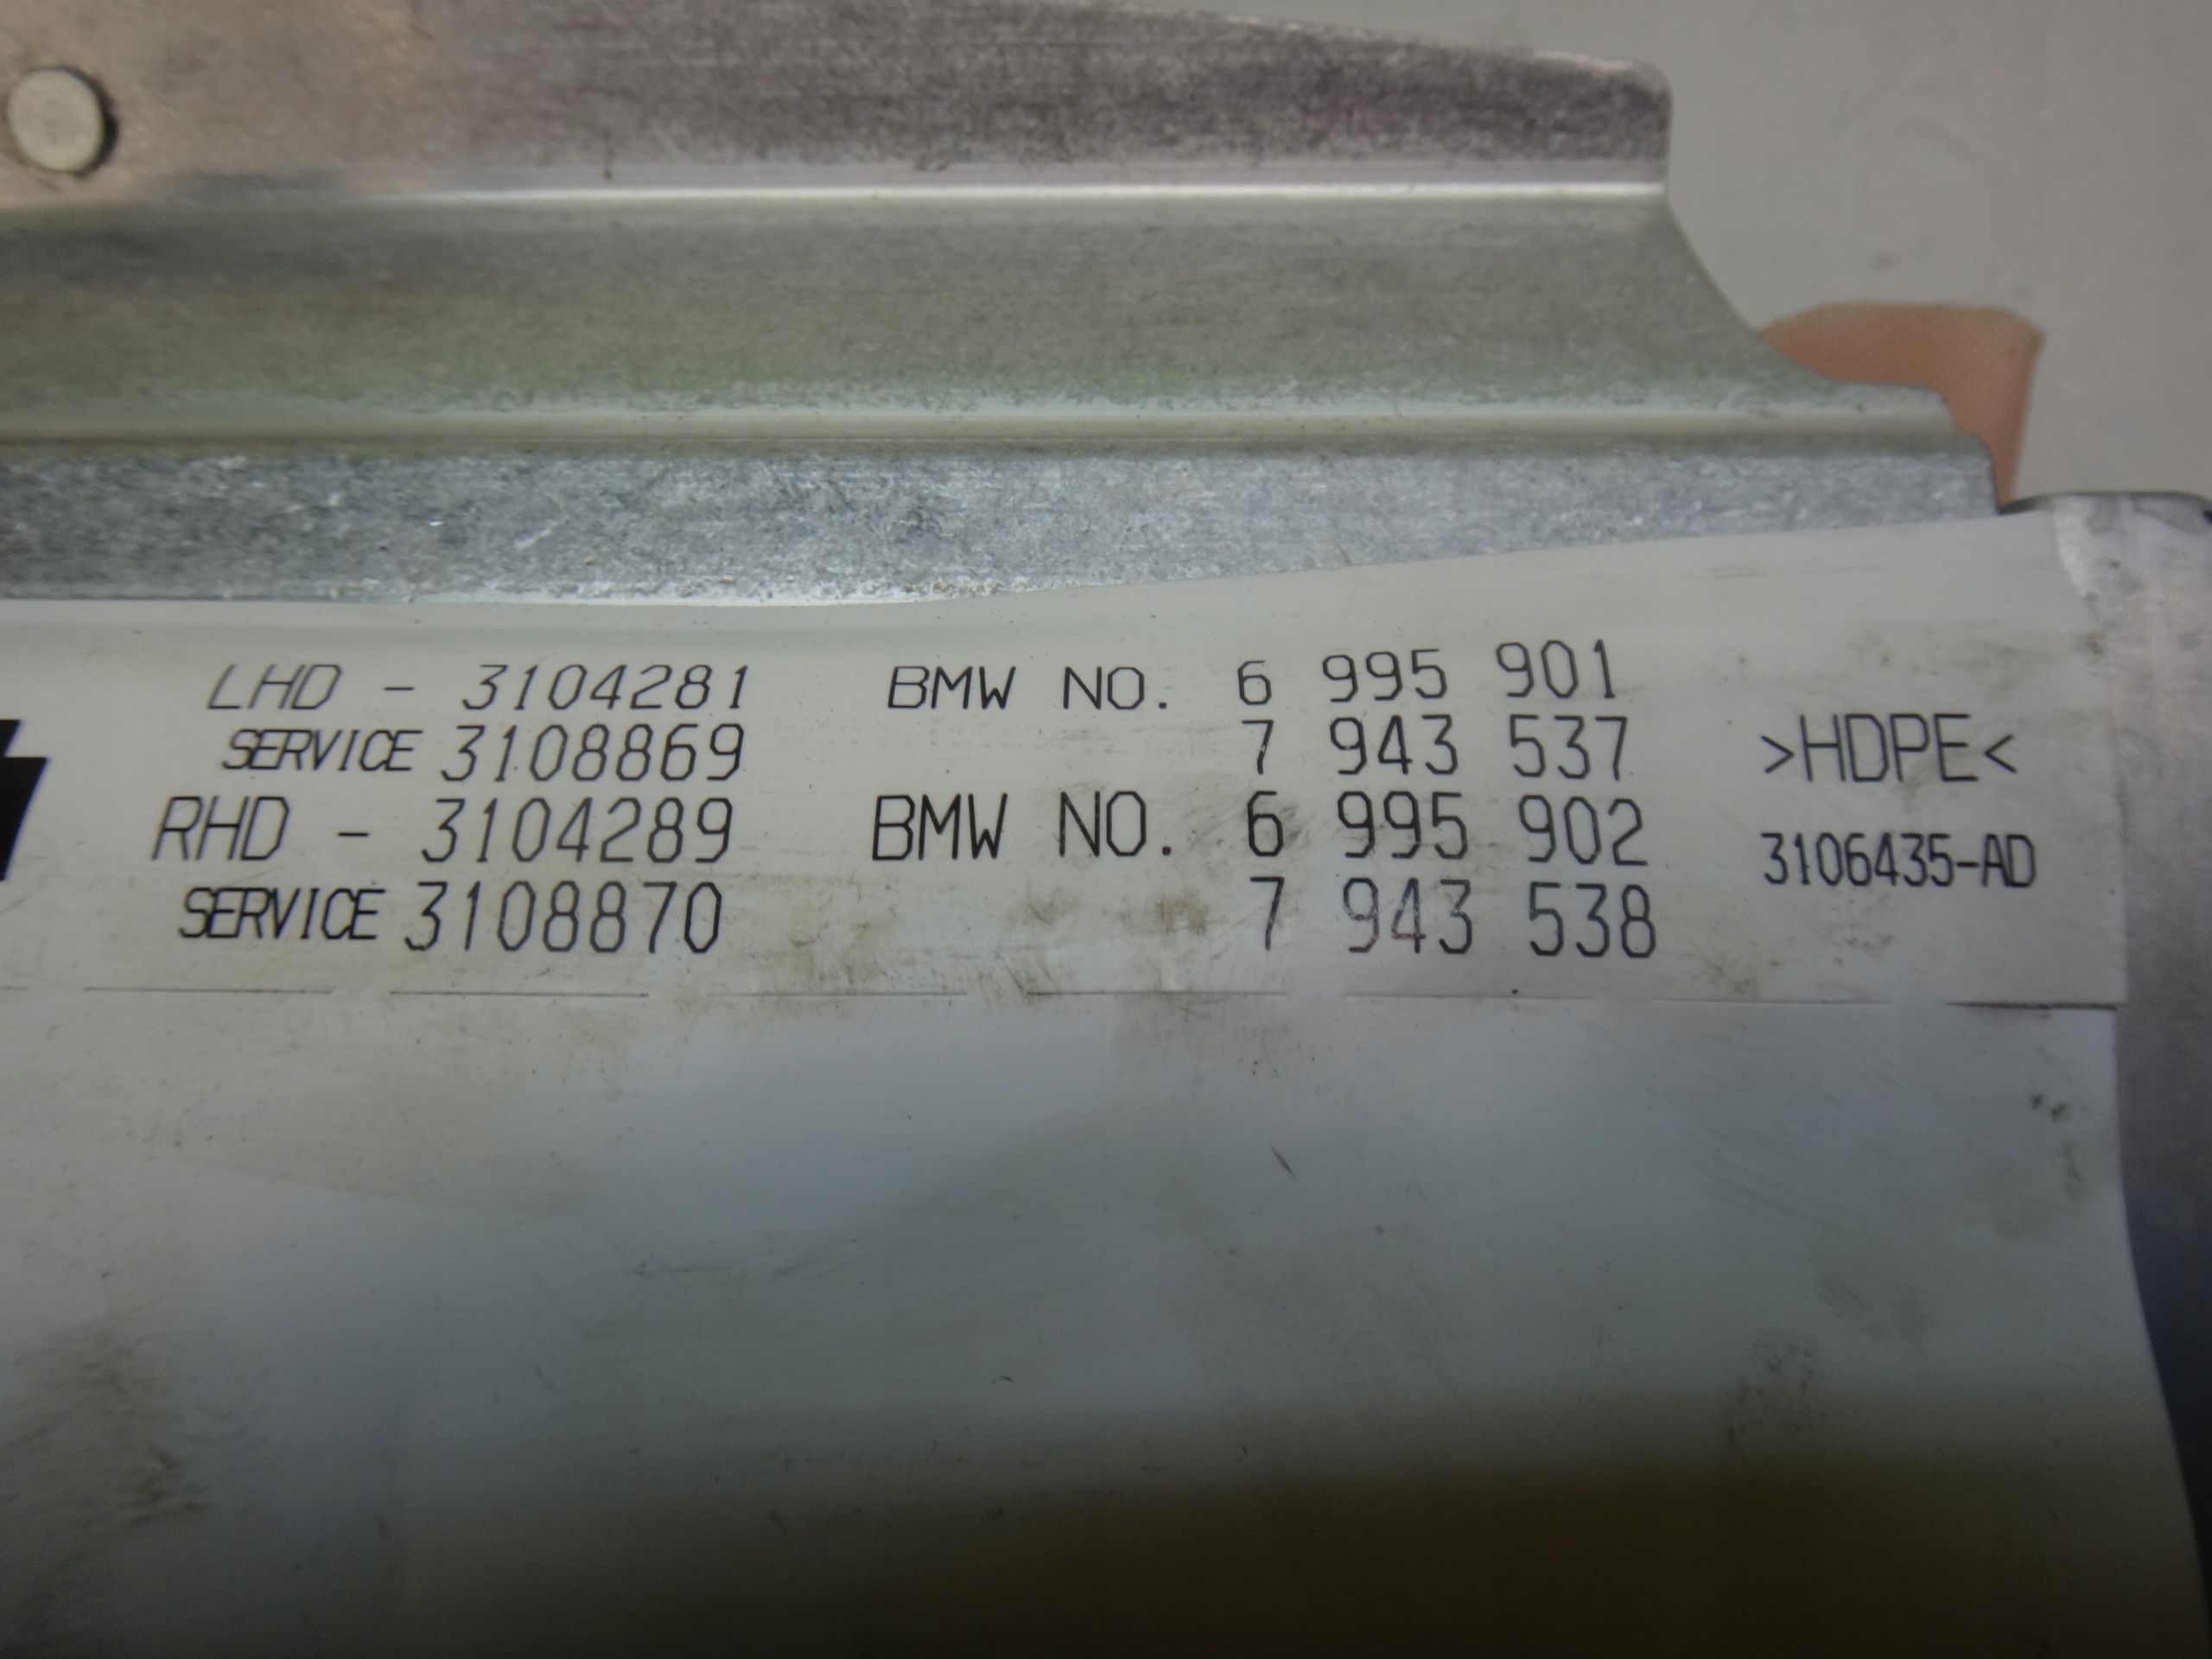 LHD - 3104281 BMW NO. 6 995 901
SERVICE 3108869 7 943 537 >HDPE<
RHD - 3104289 BMW NO. 6 995 902
3106435-AD
SERVICE 3108870 7 943 538